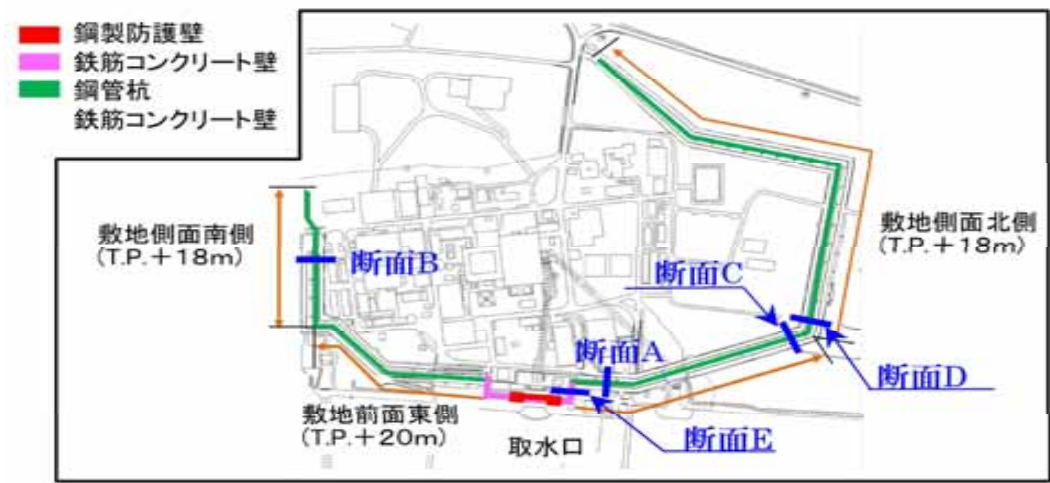 鋼製防護壁
鉄筋コンクリート壁
鋼管杭
鉄筋コンクリート壁
敷地側面南側
(T.P.+18m)
断面B
敷地側面北側
(T.P.+18m)
断面C
断面A
断面D
敷地前面東側
(T.P.+20m)
取水口
断面E